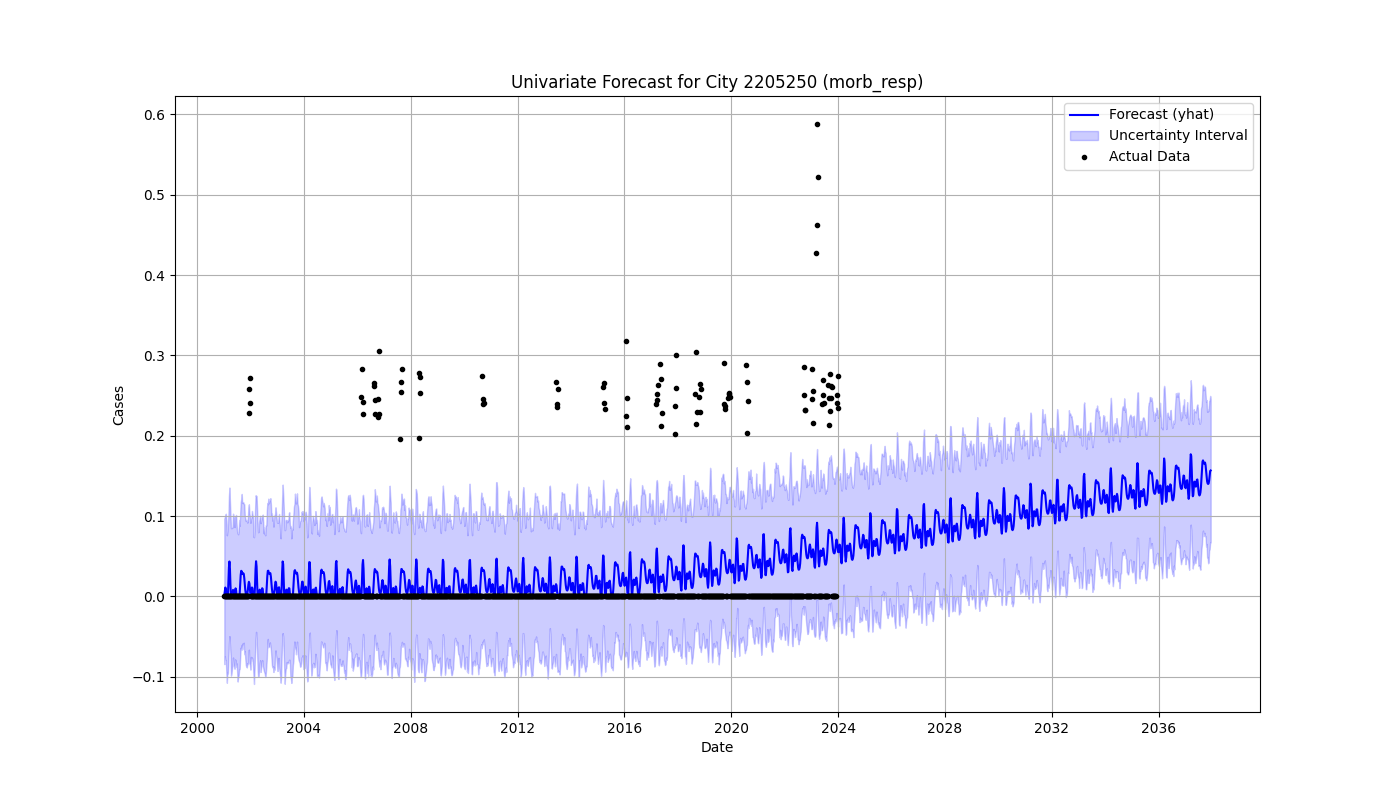 Univariate Forecast for City 2205250 (morb_resp)
Forecast (yhat)
Uncertainty Interval
Actual Data
Cases
0.6
0.5
0.4
0.3
0.2
0.1
0.0
−0.1
2000 2004 2008 2012 2016 2020 2024 2028 2032 2036
Date